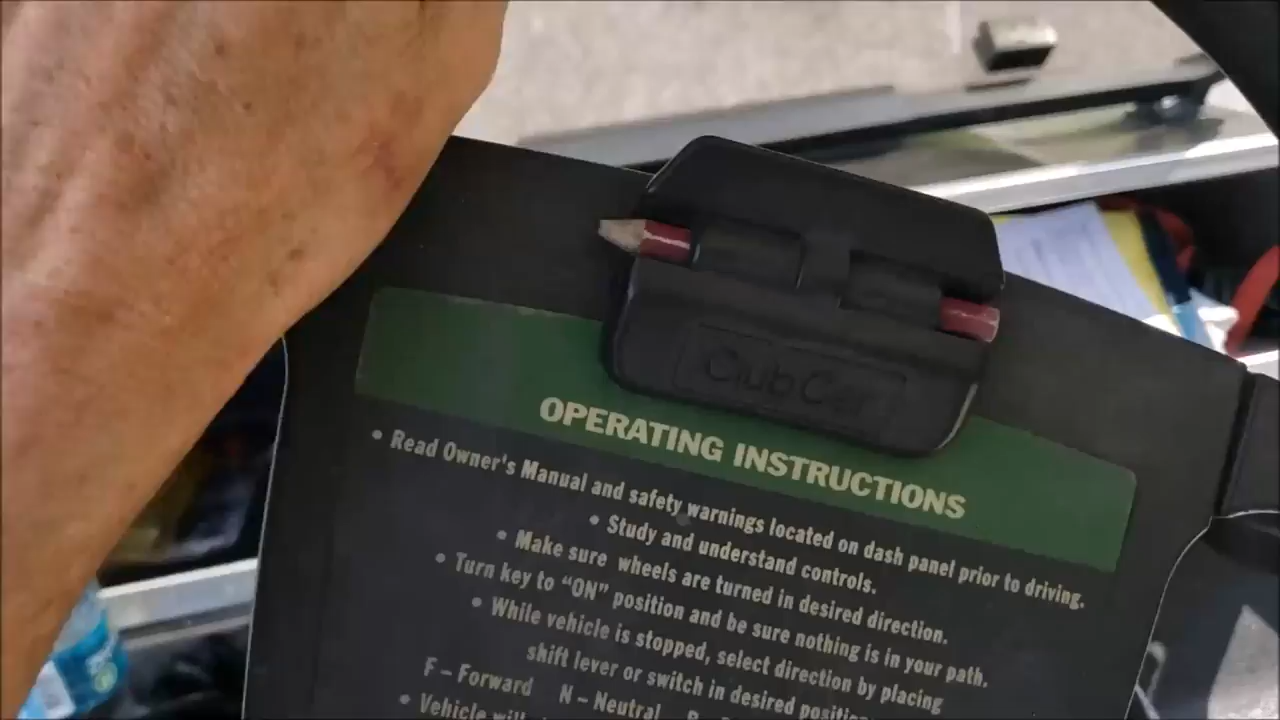 Club Car
OPERATING INSTRUCTIONS
• Read Owner's Manual and safety warnings located on dash panel prior to driving.
• Study and understand controls.
• Make sure wheels are turned in desired direction.
• Turn key to “ON” position and be sure nothing is in your path.
• While vehicle is stopped, select direction by placing
shift lever or switch in desired position
F – Forward N – Neutral
• Vehicle will